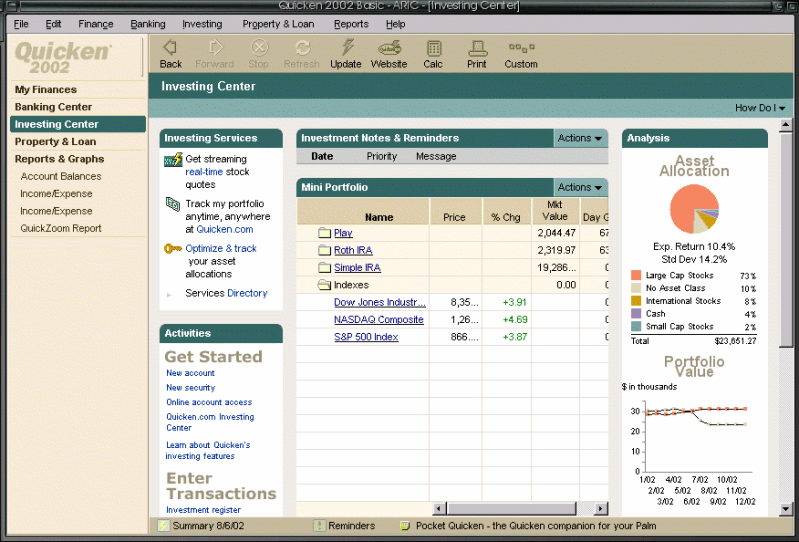 Quicken 2002 Basic - ARIC - [Investing Center]
File Edit Finance Banking Investing Property & Loan Reports Help
Quicken
2002
Back Forward Stop Refresh Update Website Calc Print Custom
My Finances
Banking Center
Investing Center
Property & Loan
Reports & Graphs
Account Balances
Income/Expense
Income/Expense
QuickZoom Report
Investing Center
How Do I
Investing Services
Get streaming
real-time stock
quotes
Track my portfolio
anytime, anywhere
at Quicken.com
Optimize & track
your asset
allocations
Services Directory
Activities
Get Started
New account
New security
Online account access
Quicken.com Investing
Center
Learn about Quicken's
investing features
Enter
Transactions
Investment register
Investment Notes & Reminders Actions
Date Priority Message
Mini Portfolio Actions
Name Price % Chg Mkt Value Day G
Play 2,044.47 67
Roth IRA 2,319.97 63
Simple IRA 19,286... 0
Indexes 0.00 0
Dow Jones Industr... 8,35... +3.91 0
NASDAQ Composite 1,26... +4.69 0
S&P 500 Index 866.... +3.87 0
Analysis
Asset
Allocation
Exp. Return 10.4%
Std Dev 14.2%
Large Cap Stocks 73%
No Asset Class 10%
International Stocks 8%
Cash 4%
Small Cap Stocks 2%
Total $23,651.27
Portfolio
Value
$ in thousands
30
20
10
0
1/02 4/02 7/02 10/02
2/02 5/02 8/02 11/02
3/02 6/02 9/02 12/02
Summary 8/6/02 Reminders Pocket Quicken - the Quicken companion for your Palm